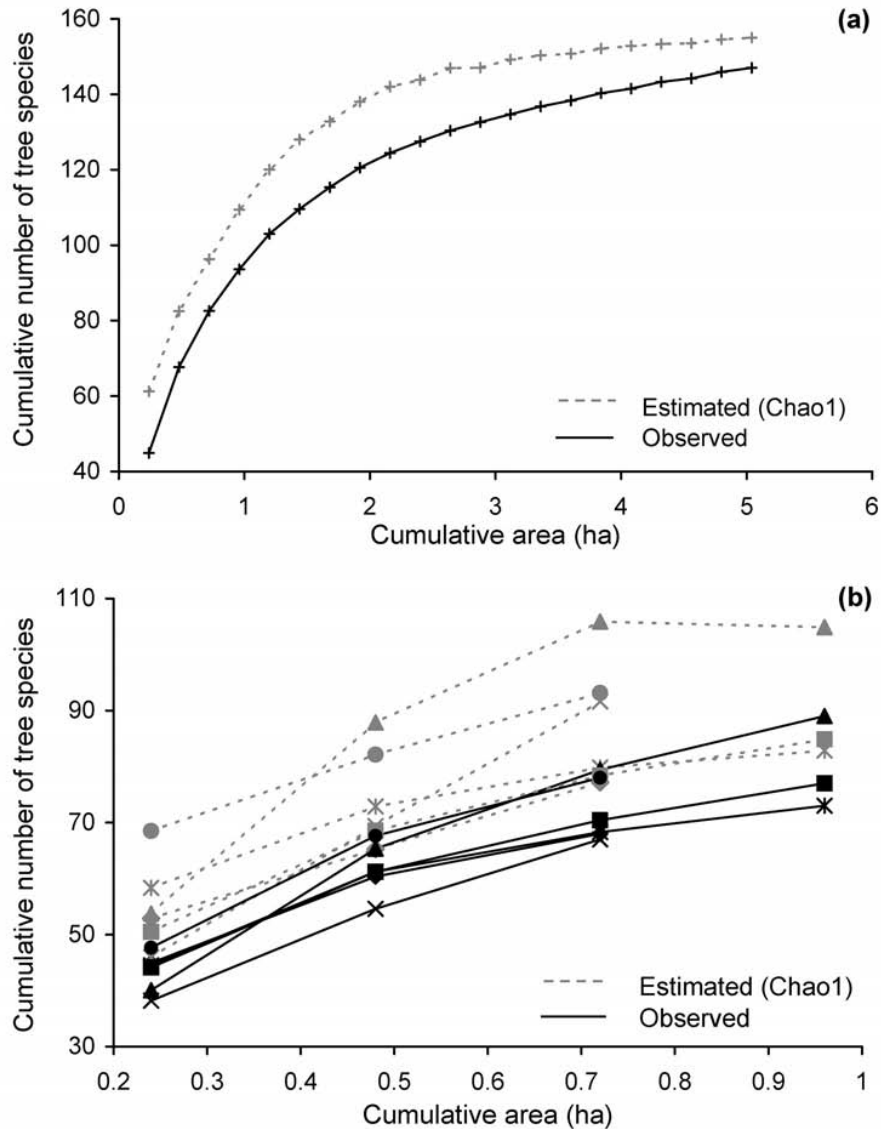 (a)
Cumulative number of tree species
160
140
120
100
80
60
40
0 1 2 3 4 5 6
Cumulative area (ha)
Estimated (Chao1)
Observed
(b)
Cumulative number of tree species
110
90
70
50
30
0.2 0.3 0.4 0.5 0.6 0.7 0.8 0.9 1
Cumulative area (ha)
Estimated (Chao1)
Observed